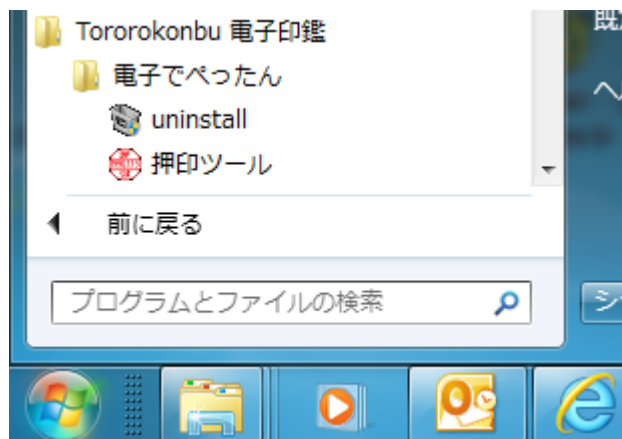 Tororokonbu 電子印鑑
電子でぺったん
uninstall
押印ツール
前に戻る
プログラムとファイルの検索